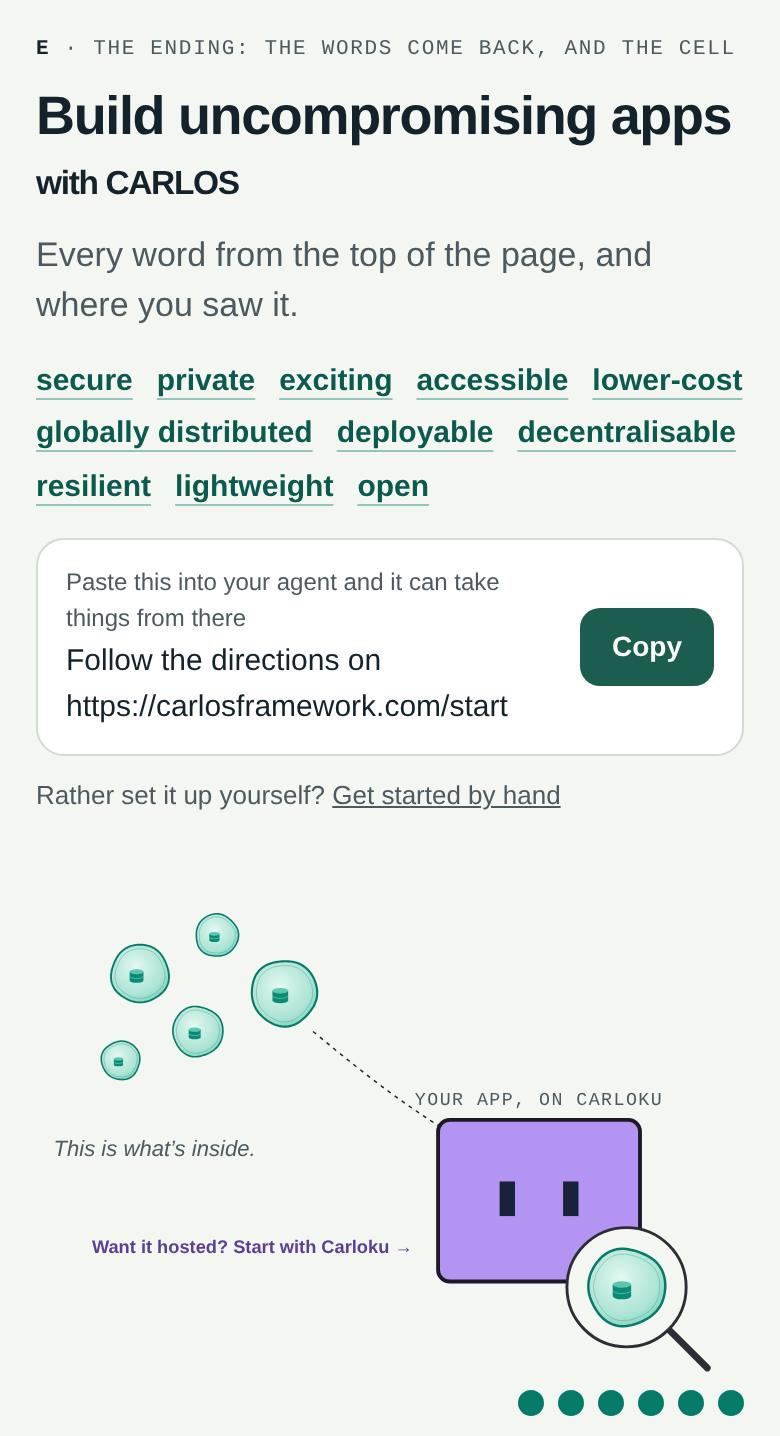 E · THE ENDING: THE WORDS COME BACK, AND THE CELL
Build uncompromising apps
with CARLOS
Every word from the top of the page, and
where you saw it.
secure private exciting accessible lower-cost
globally distributed deployable decentralisable
resilient lightweight open
Paste this into your agent and it can take
things from there
Follow the directions on
https://carlosframework.com/start
Copy
Rather set it up yourself? Get started by hand
YOUR APP, ON CARLOKU
This is what’s inside.
Want it hosted? Start with Carloku →